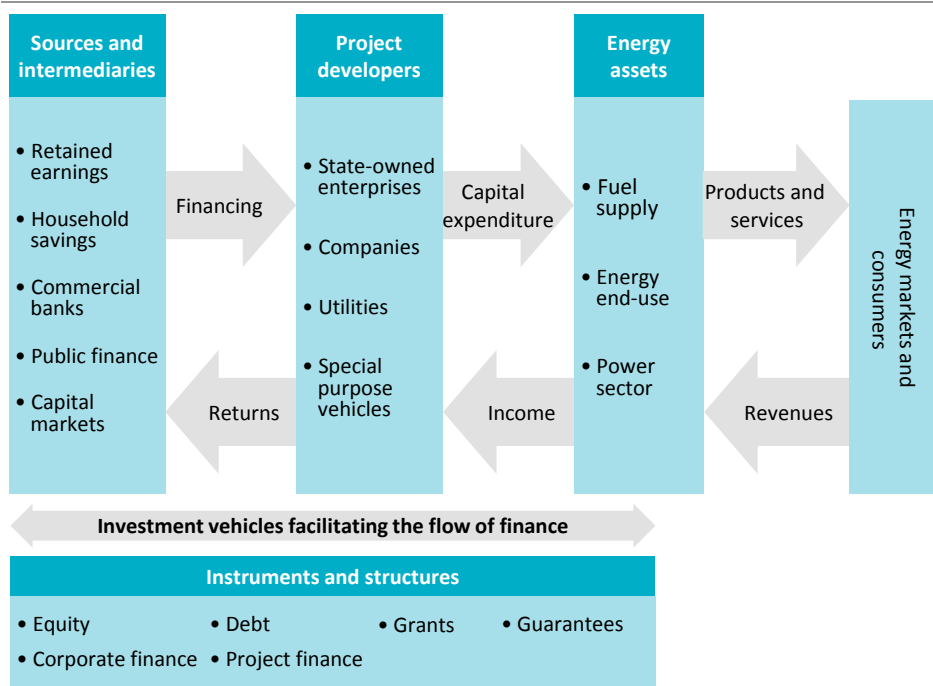 Sources and
intermediaries
• Retained
earnings
• Household
savings
• Commercial
banks
• Public finance
• Capital
markets
Financing
Returns
Project
developers
• State-owned
enterprises
• Companies
• Utilities
• Special
purpose
vehicles
Capital
expenditure
Income
Energy
assets
• Fuel
supply
• Energy
end-use
• Power
sector
Products and
services
Revenues
Energy markets and
consumers
Investment vehicles facilitating the flow of finance
Instruments and structures
• Equity • Debt • Grants • Guarantees
• Corporate finance • Project finance